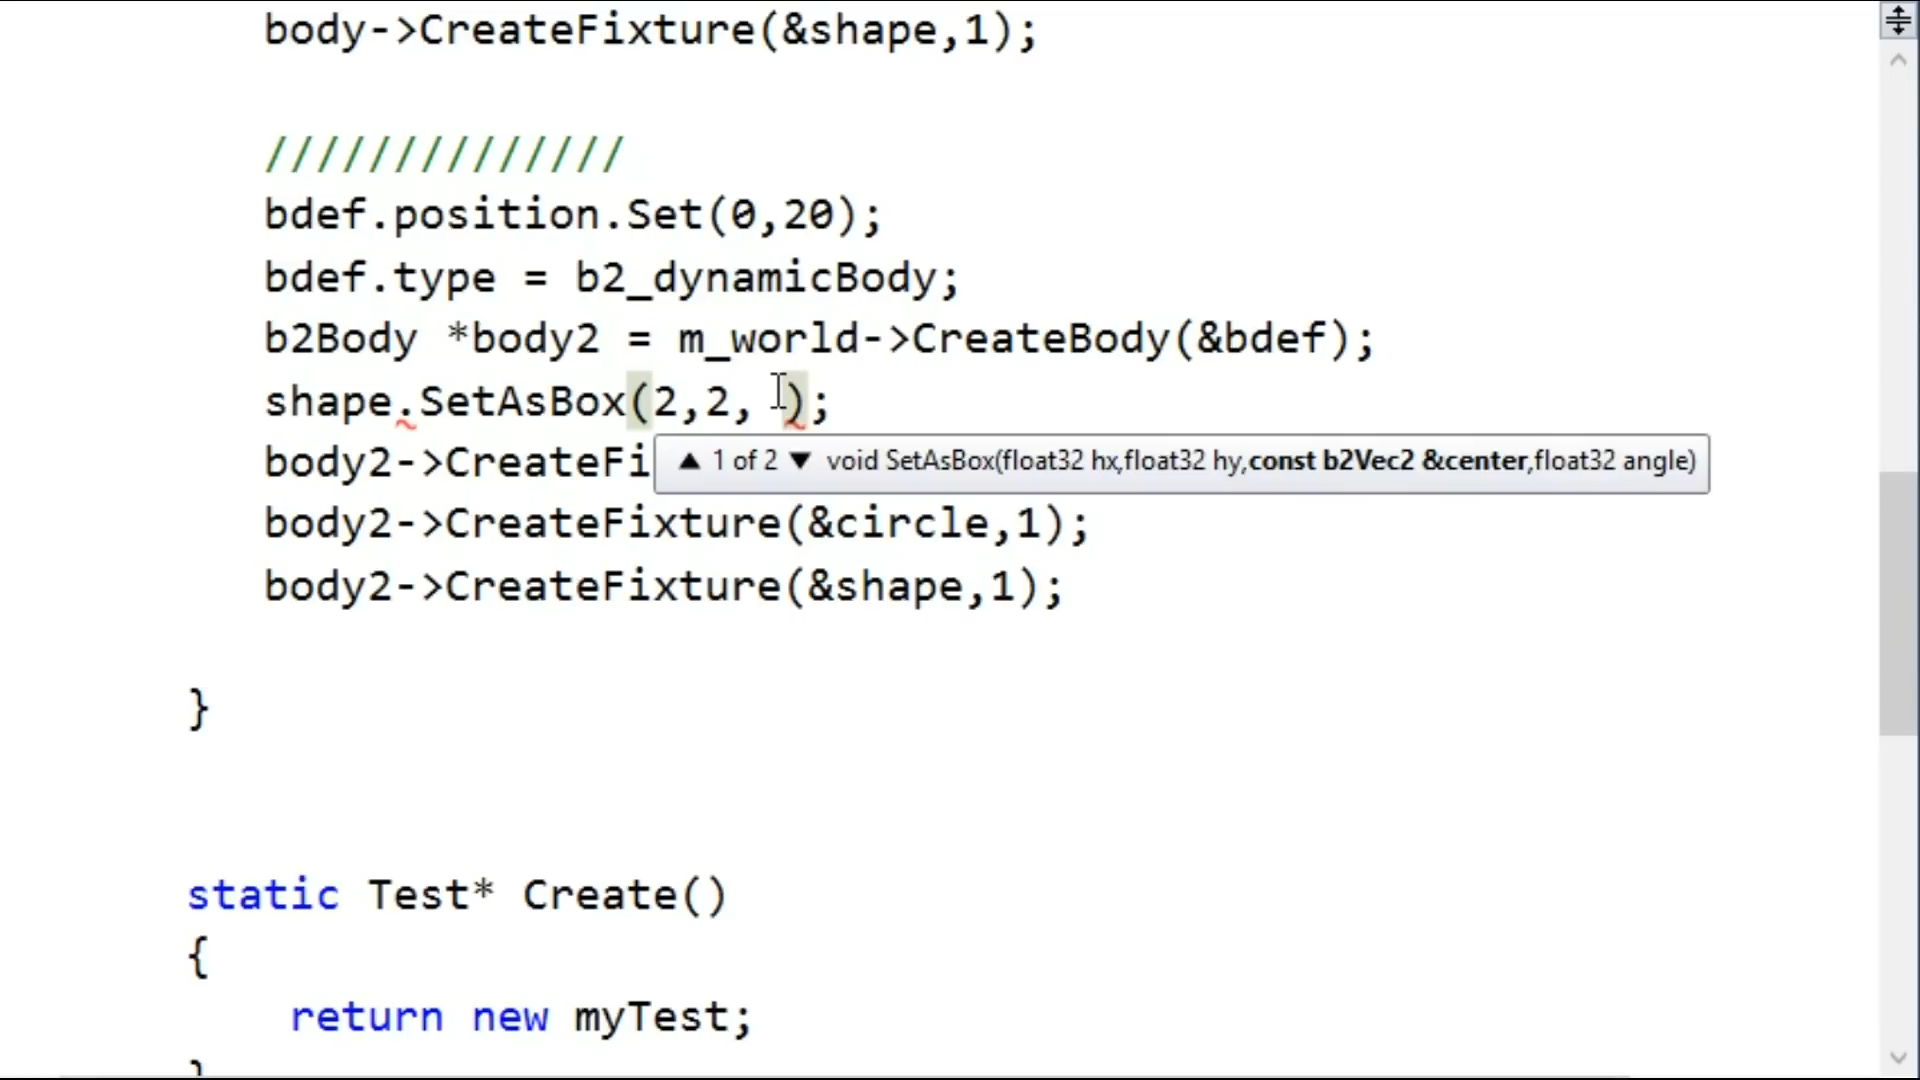 body->CreateFixture(&shape,1);
//////////////
bdef.position.Set(0,20);
bdef.type = b2_dynamicBody;
b2Body *body2 = m_world->CreateBody(&bdef);
shape.SetAsBox(2,2, );
body2->CreateFi
▲ 1 of 2 ▼ void SetAsBox(float32 hx,float32 hy,const b2Vec2 &center,float32 angle)
body2->CreateFixture(&circle,1);
body2->CreateFixture(&shape,1);
}
static Test* Create()
{
return new myTest;
}